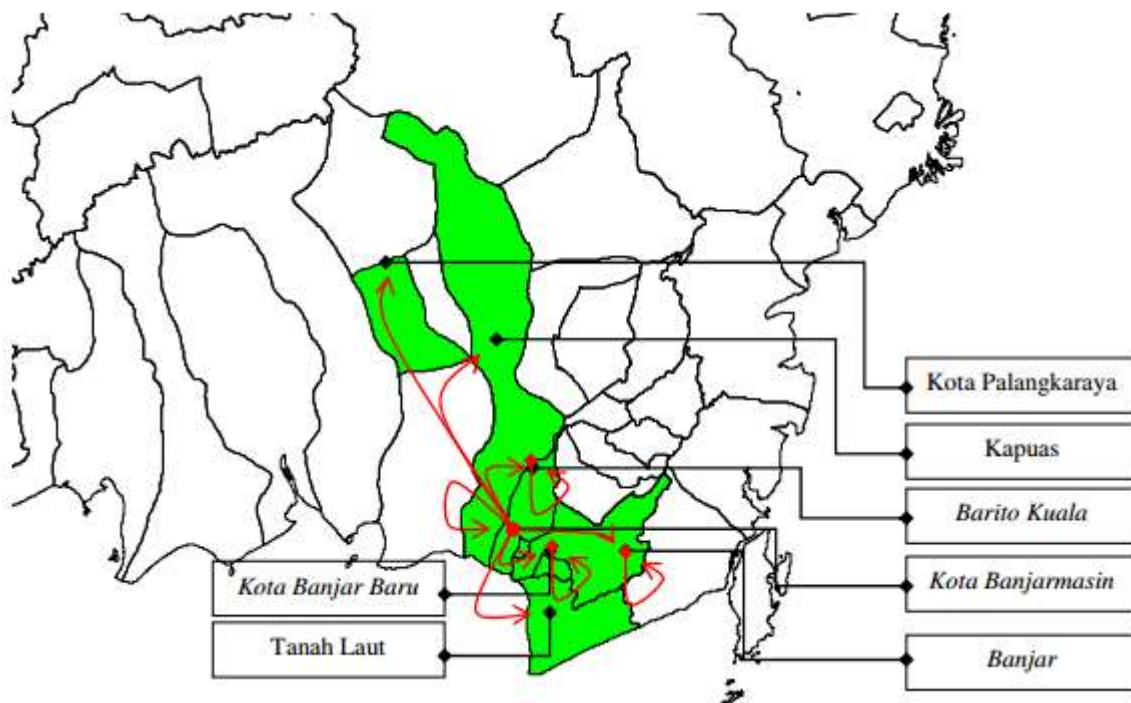 Kota Palangkaraya
Kapuas
Barito Kuala
Kota Banjar Baru
Kota Banjarmasin
Tanah Laut
Banjar